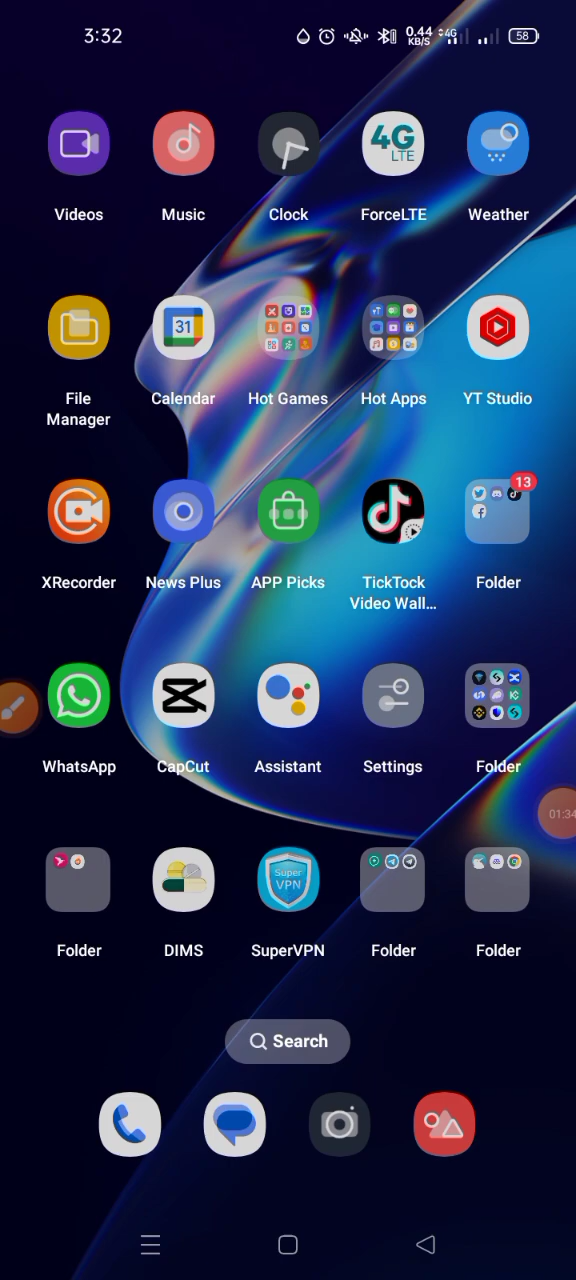 3:32
0.44
KB/S
4G
58
4G
LTE
Videos
Music
Clock
ForceLTE
Weather
31
File
Manager
Calendar
Hot Games
Hot Apps
YT Studio
13
XRecorder
News Plus
APP Picks
TickTock
Video Wall...
Folder
WhatsApp
CapCut
Assistant
Settings
Folder
01:34
Super
VPN
Folder
DIMS
SuperVPN
Folder
Folder
Search